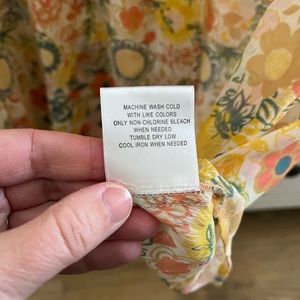 MACHINE WASH COLD
WITH LIKE COLORS
ONLY NON-CHLORINE BLEACH
WHEN NEEDED
TUMBLE DRY LOW
COOL IRON WHEN NEEDED